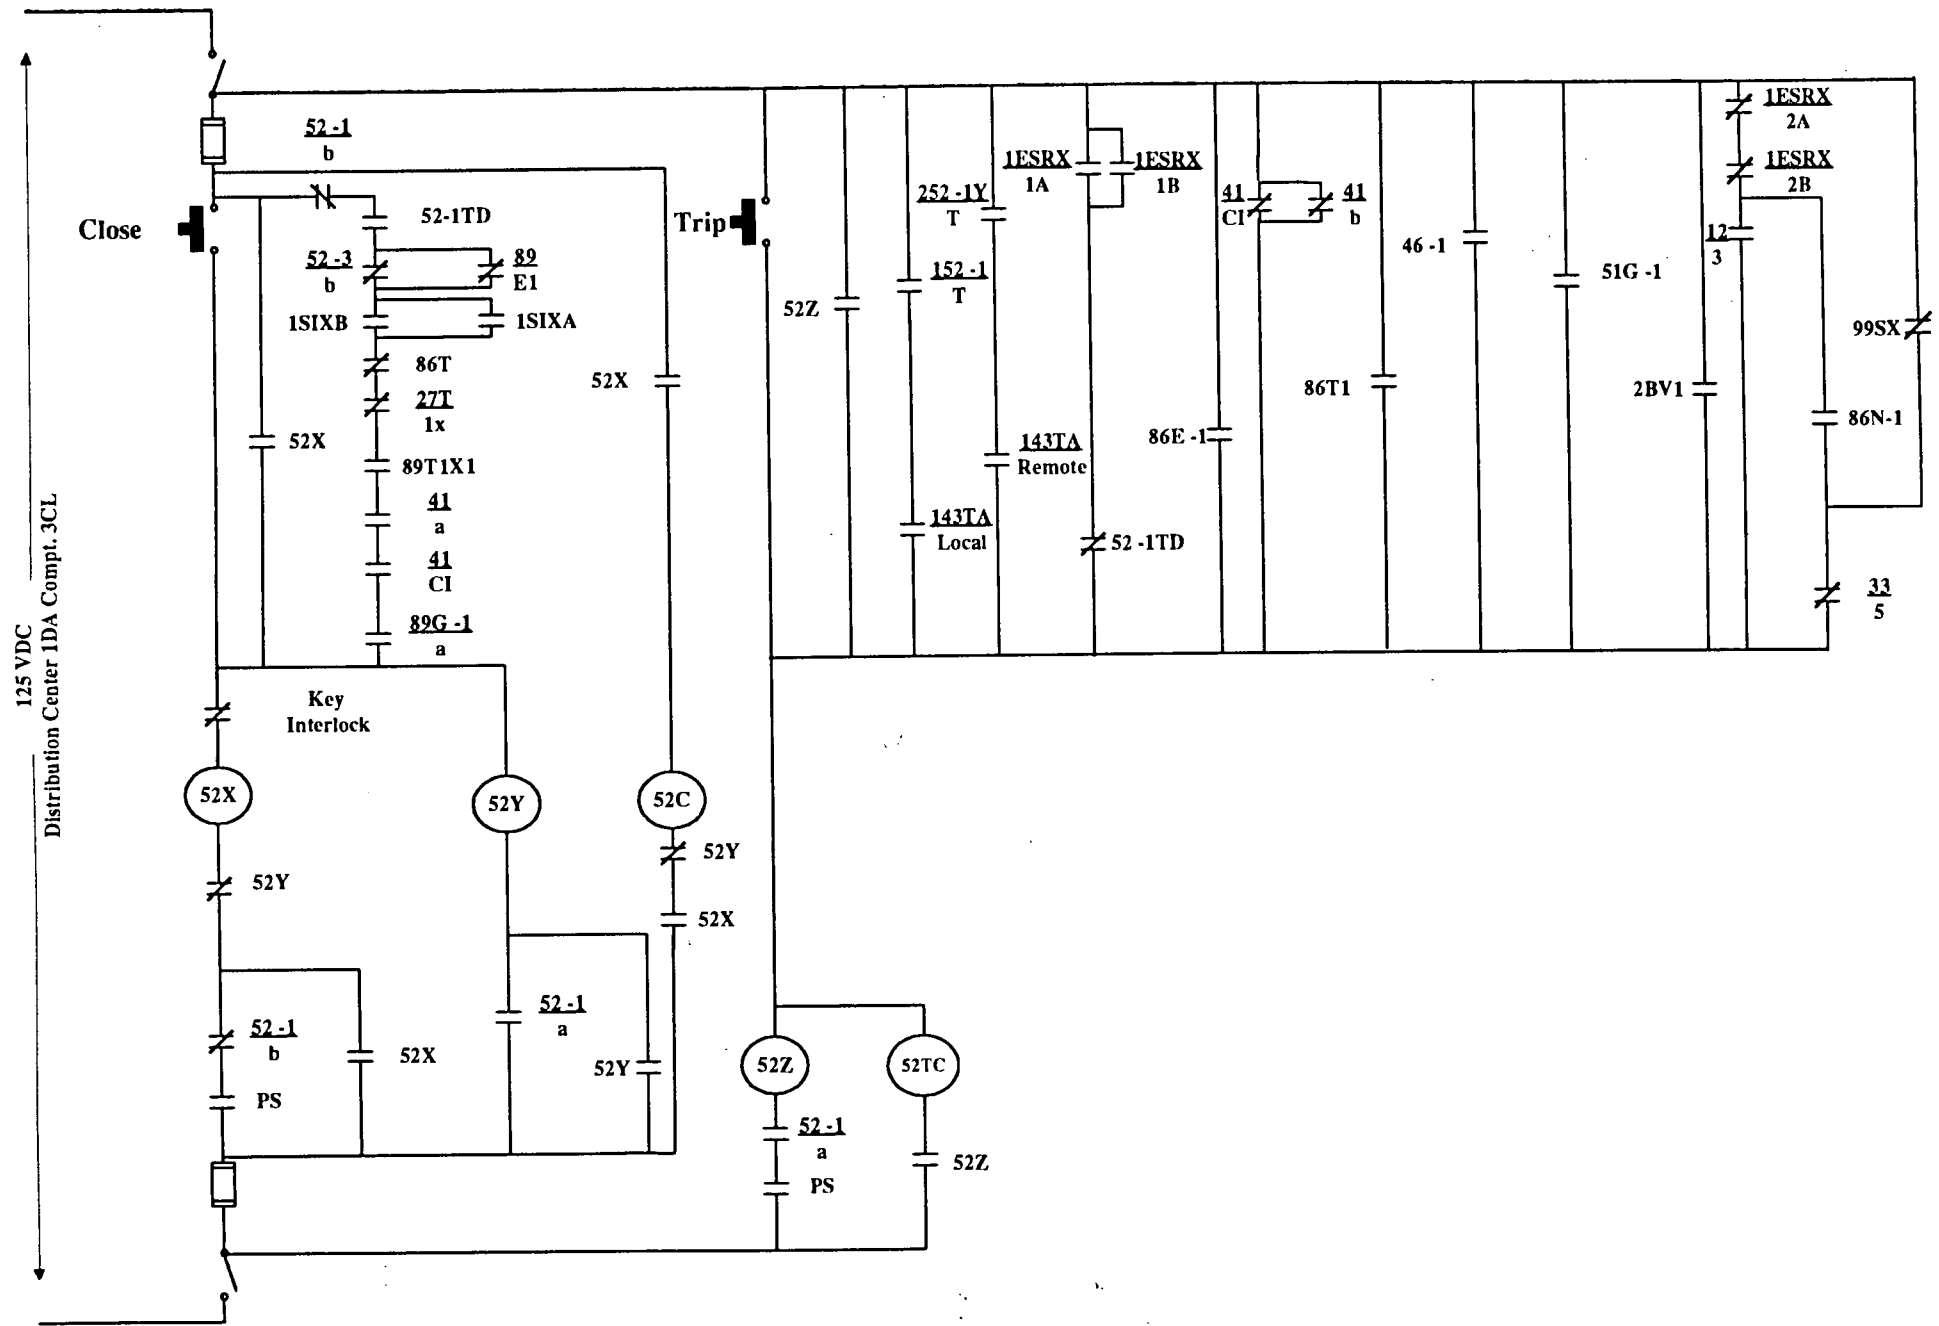 125 VDC
Distribution Center 1DA Compt. 3CL
52 -1
b
Close
52-1TD
52 -3
b
89
E1
1SIXB
1SIXA
86T
27T
1x
52X
89T1X1
41
a
41
CI
89G -1
a
52X
Key
Interlock
52X
52Y
52C
52Y
52Y
52X
52 -1
b
52X
PS
52 -1
a
52Y
Trip
52Z
152 -1
T
143TA
Local
252 -1Y
T
143TA
Remote
1ESRX
1A
1ESRX
1B
52 -1TD
86E -1
41
CI
41
b
86T1
46 -1
51G -1
2BV1
1ESRX
2A
1ESRX
2B
12
3
86N-1
99SX
33
5
52Z
52TC
52 -1
a
PS
52Z